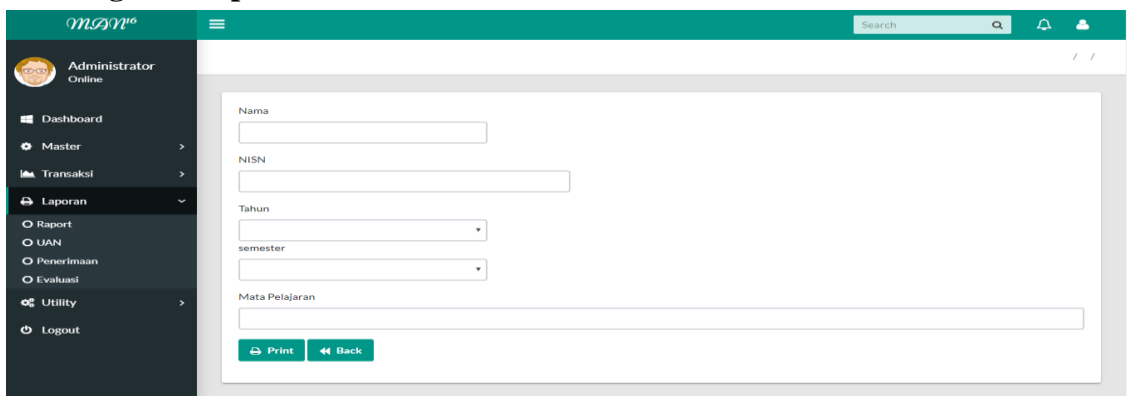 MAN16
Search
/ /
Administrator
Online
Dashboard
Master
Transaksi
Laporan
Raport
UAN
Penerimaan
Evaluasi
Utility
Logout
Nama
NISN
Tahun
semester
Mata Pelajaran
Print
Back